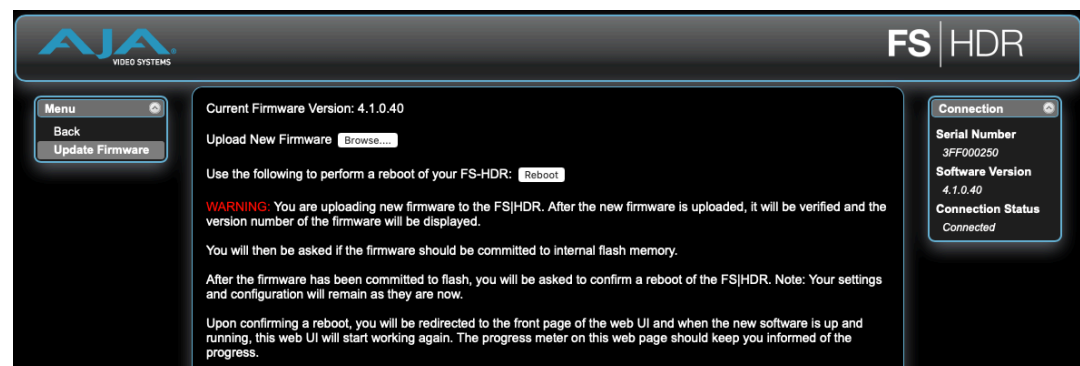 AJA
VIDEO SYSTEMS
FS|HDR
Menu
Back
Update Firmware
Current Firmware Version: 4.1.0.40
Upload New Firmware Browse....
Use the following to perform a reboot of your FS-HDR: Reboot
WARNING: You are uploading new firmware to the FS|HDR. After the new firmware is uploaded, it will be verified and the
version number of the firmware will be displayed.
You will then be asked if the firmware should be committed to internal flash memory.
After the firmware has been committed to flash, you will be asked to confirm a reboot of the FS|HDR. Note: Your settings
and configuration will remain as they are now.
Upon confirming a reboot, you will be redirected to the front page of the web UI and when the new software is up and
running, this web UI will start working again. The progress meter on this web page should keep you informed of the
progress.
Connection
Serial Number
3FF000250
Software Version
4.1.0.40
Connection Status
Connected